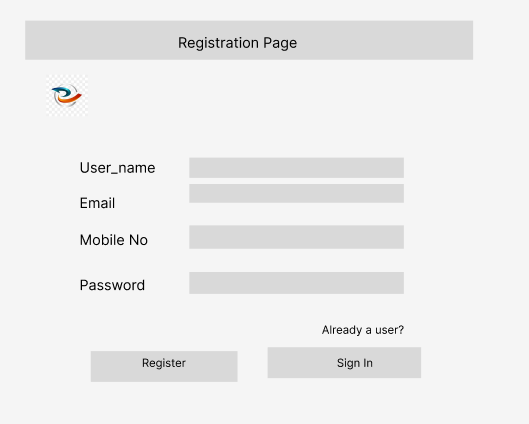 Registration Page
User_name
Email
Mobile No
Password
Already a user?
Register
Sign In